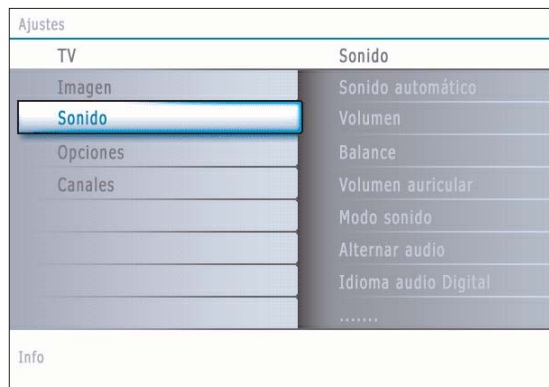 Ajustes
TV
Sonido
Imagen
Sonido automático
Sonido
Volumen
Opciones
Balance
Canales
Volumen auricular
Modo sonido
Alternar audio
Idioma audio Digital
.......
Info